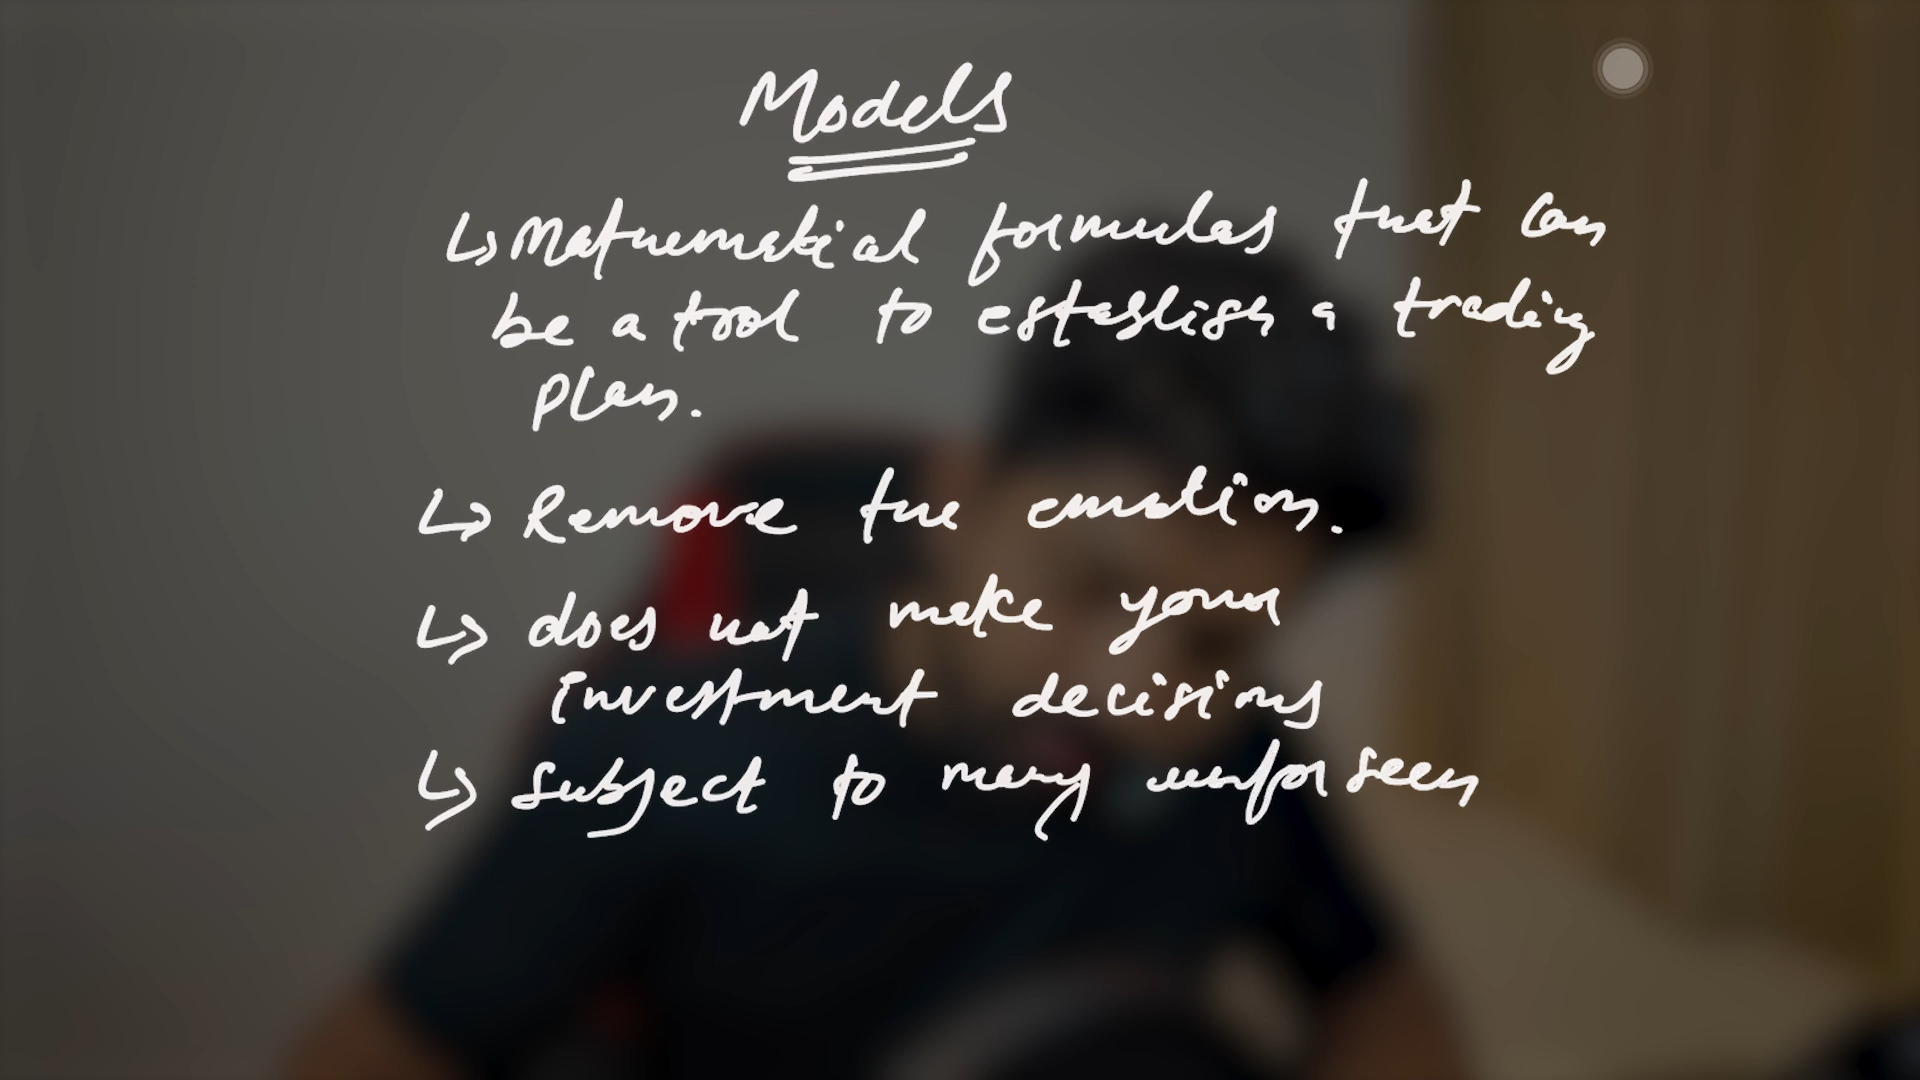 Models
↳ Mathematical formulas that can
be a tool to establish a trading
plan.
↳ Remove the emotion.
↳ does not make your
investment decisions
↳ subject to many unforseen